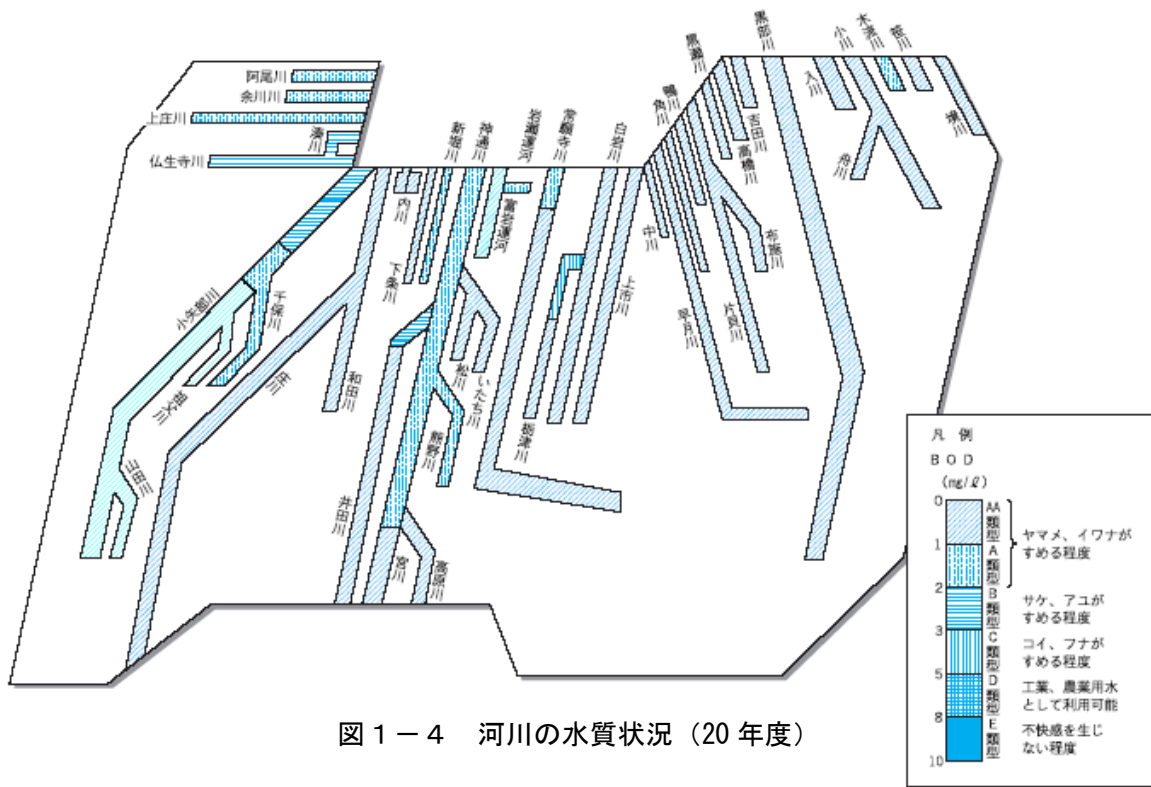 阿尾川
余川川
上庄川
湊川
仏生寺川
内川
下条川
新堀川
神通川
岩瀬運河
富岩運河
常願寺川
白岩川
上市川
中川
角川
鴨川
黒瀬川
高橋川
吉田川
黒部川
入川
小川
木流川
笹川
境川
舟川
布施川
片貝川
早月川
小矢部川
千保川
祖父川
山田川
庄川
和田川
松川
いたち川
熊野川
井田川
宮川
高原川
栃津川
凡 例
BOD
(mg/ℓ)
0
AA類型
1
A類型
2
B類型
3
C類型
5
D類型
8
E類型
10
ヤマメ、イワナが
すめる程度
サケ、アユが
すめる程度
コイ、フナが
すめる程度
工業、農業用水
として利用可能
不快感を生じ
ない程度
図1-4 河川の水質状況(20年度)